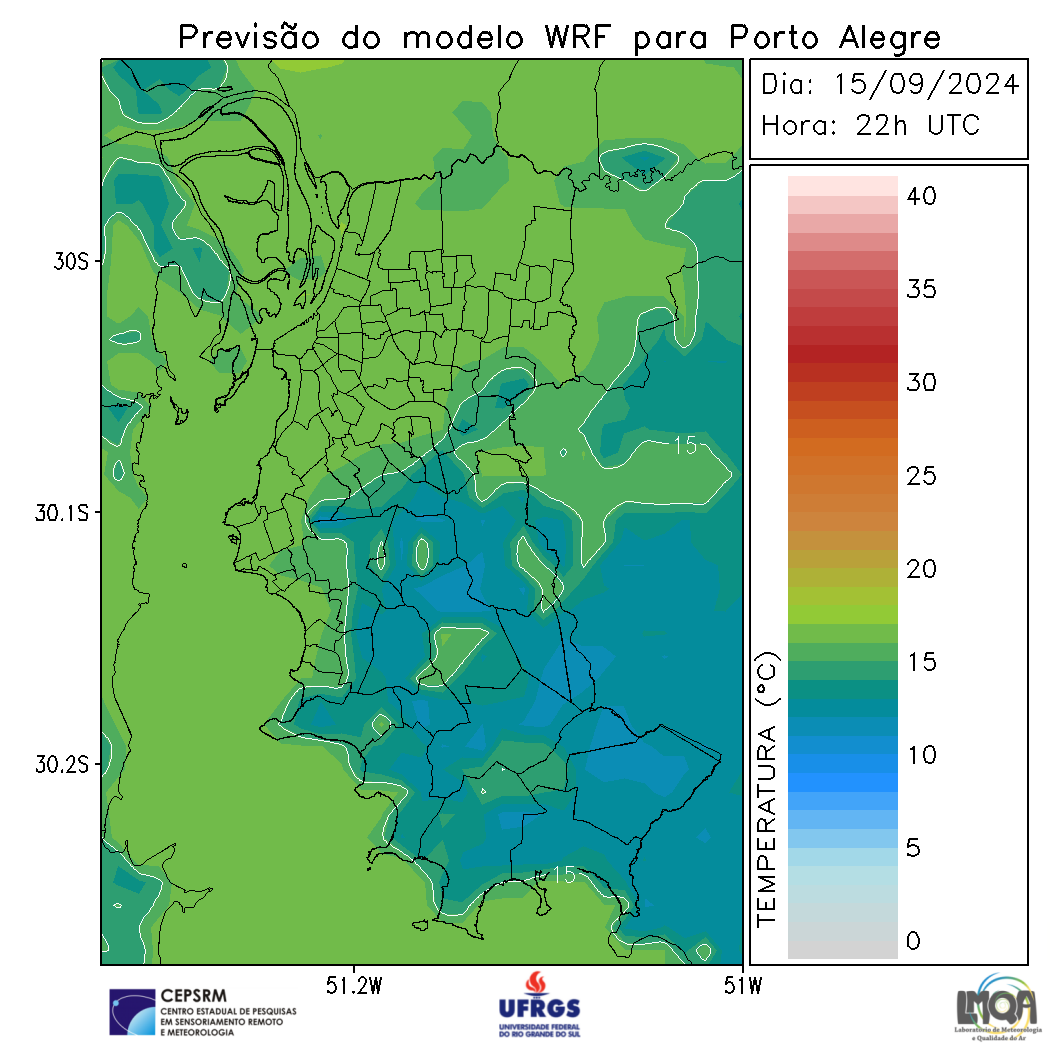 Previsão do modelo WRF para Porto Alegre
Dia: 15/09/2024
Hora: 22h UTC
40
35
30
25
20
15
10
5
0
TEMPERATURA (°C)
30S
30.1S
30.2S
51.2W
51W
15
15
CEPSRM
CENTRO ESTADUAL DE PESQUISAS
EM SENSORIAMENTO REMOTO
E METEOROLOGIA
UFRGS
UNIVERSIDADE FEDERAL
DO RIO GRANDE DO SUL
LMQA
Laboratório de Meteorologia
e Qualidade do Ar